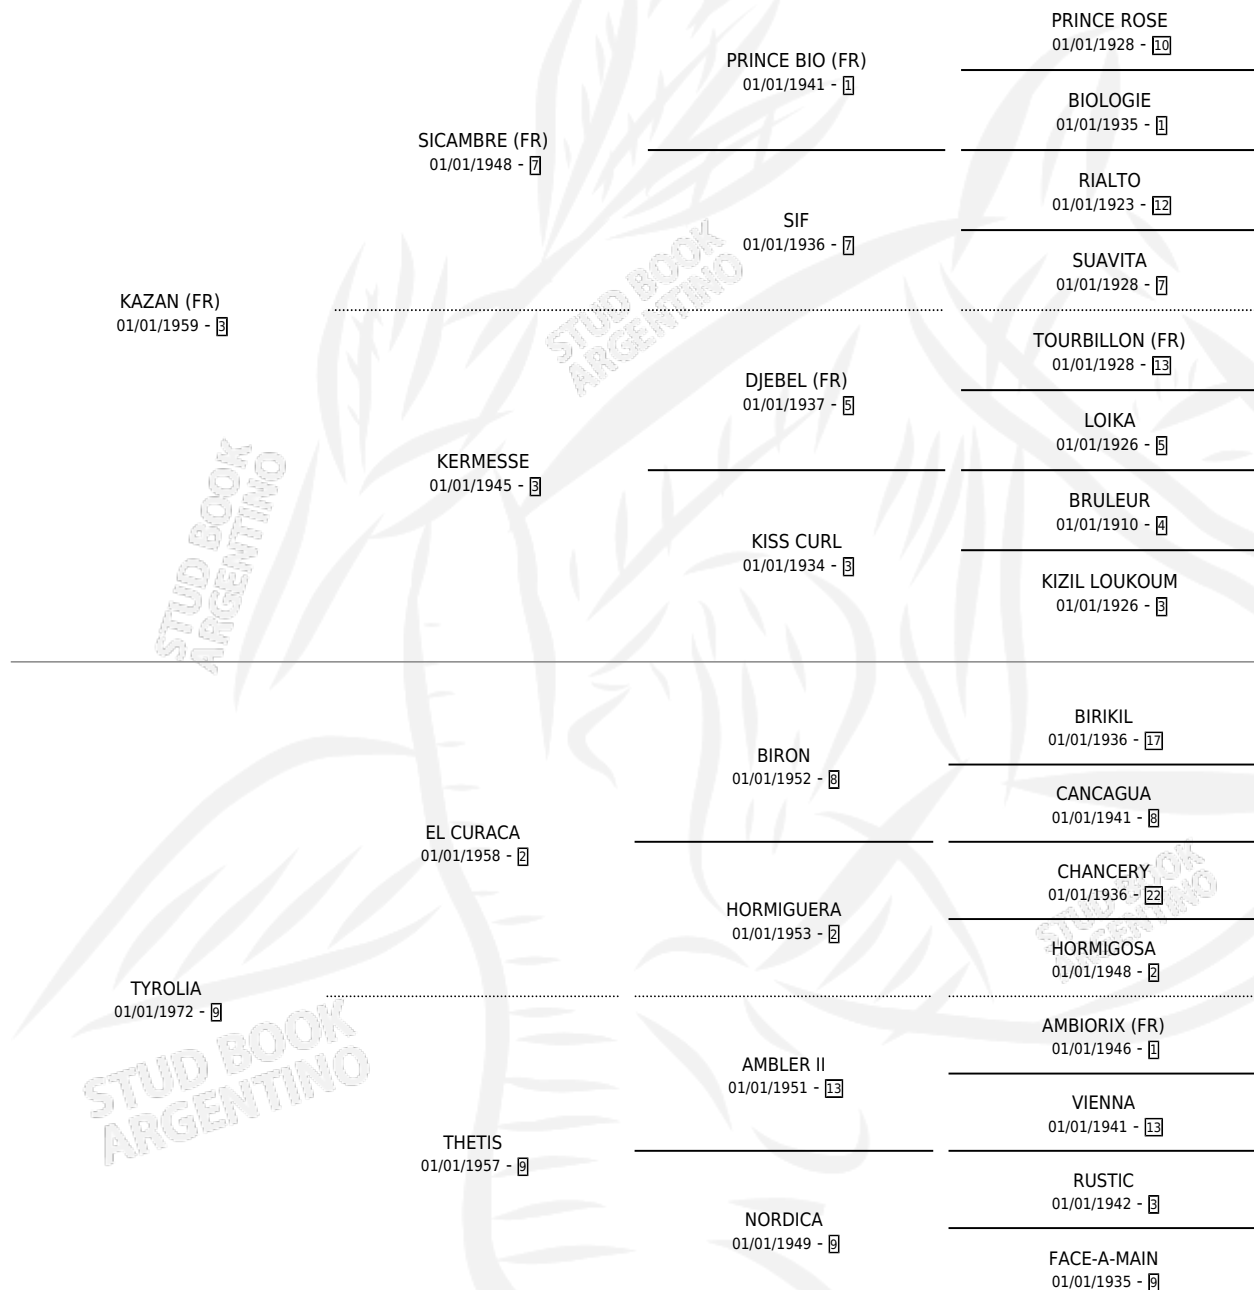 PRINCE ROSE
01/01/1928 - 10
PRINCE BIO (FR)
01/01/1941 - 1
BIOLOGIE
01/01/1935 - 1
SICAMBRE (FR)
01/01/1948 - 7
RIALTO
01/01/1923 - 12
SIF
01/01/1936 - 7
SUAVITA
01/01/1928 - 7
KAZAN (FR)
01/01/1959 - 3
TOURBILLON (FR)
01/01/1928 - 13
DJEBEL (FR)
01/01/1937 - 5
LOIKA
01/01/1926 - 5
KERMESSE
01/01/1945 - 3
BRULEUR
01/01/1910 - 4
KISS CURL
01/01/1934 - 3
KIZIL LOUKOUM
01/01/1926 - 3
STUD BOOK
ARGENTINO
STUD BOOK
ARGENTINO
BIRIKIL
01/01/1936 - 17
BIRON
01/01/1952 - 8
CANCAGUA
01/01/1941 - 8
EL CURACA
01/01/1958 - 2
CHANCERY
01/01/1936 - 22
HORMIGUERA
01/01/1953 - 2
HORMIGOSA
01/01/1948 - 2
STUD BOOK
ARGENTINO
TYROLIA
01/01/1972 - 9
AMBIORIX (FR)
01/01/1946 - 1
AMBLER II
01/01/1951 - 13
VIENNA
01/01/1941 - 13
THETIS
01/01/1957 - 9
RUSTIC
01/01/1942 - 3
NORDICA
01/01/1949 - 9
FACE-A-MAIN
01/01/1935 - 9
STUD BOOK
ARGENTINO